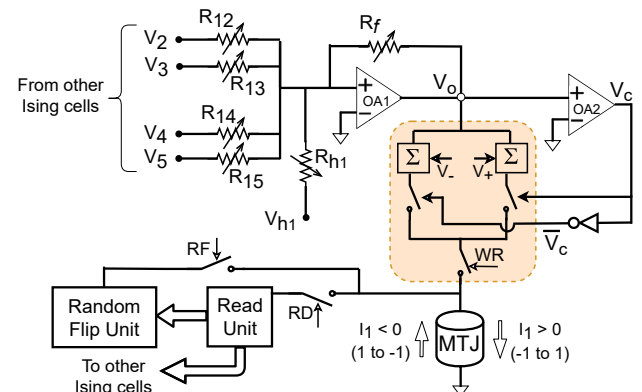 R12
Rf
V2
V3
R13
From other
Ising cells
R14
V4
V5
R15
Rh1
Vh1
+
-
OA1
Vo
+
-
OA2
Vc
Σ
Σ
V-
V+
Vc
WR
RF
RD
Random
Flip Unit
Read
Unit
To other
Ising cells
I1 < 0
(1 to -1)
MTJ
I1 > 0
(-1 to 1)